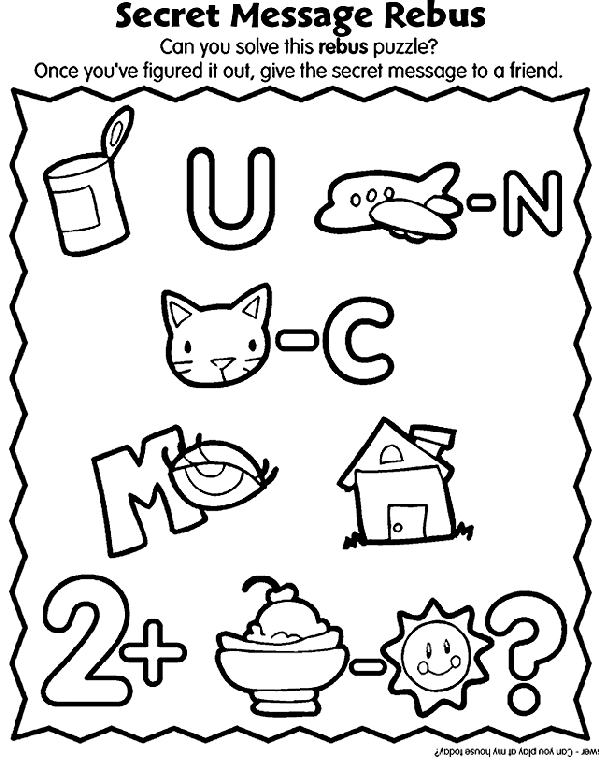 Secret Message Rebus
Can you solve this rebus puzzle?
Once you've figured it out, give the secret message to a friend.
U - N
- C
M
2 + - ?
wer - Can you play at my house today?